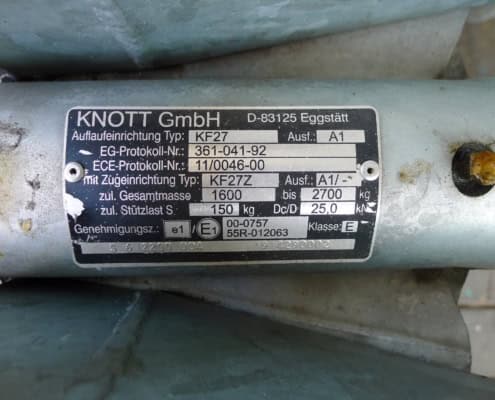 KNOTT GmbH D-83125 Eggstätt
Auflaufeinrichtung Typ: KF27 Ausf.: A1
EG-Protokoll-Nr.: 361-041-92
ECE-Protokoll-Nr.: 11/0046-00
mit Zugeinrichtung Typ: KF27Z Ausf.: A1/--
zul. Gesamtmasse 1600 bis 2700 kg
zul. Stützlast S 150 kg Dc/D 25,0 kN
Genehmigungsz.: e1 / E1 00-0757 Klasse: E
55R-012063